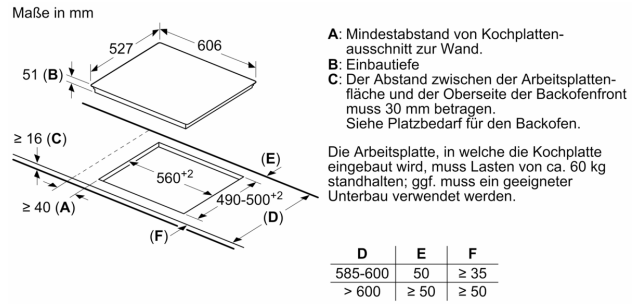 Maße in mm
527
606
51 (B)
≥ 16 (C)
(E)
560+2
490-500+2
≥ 40 (A)
(D)
(F)
A: Mindestabstand von Kochplatten-
ausschnitt zur Wand.
B: Einbautiefe
C: Der Abstand zwischen der Arbeitsplatten-
fläche und der Oberseite der Backofenfront
muss 30 mm betragen.
Siehe Platzbedarf für den Backofen.
Die Arbeitsplatte, in welche die Kochplatte
eingebaut wird, muss Lasten von ca. 60 kg
standhalten; ggf. muss ein geeigneter
Unterbau verwendet werden.
D E F
585-600 50 ≥ 35
> 600 ≥ 50 ≥ 50